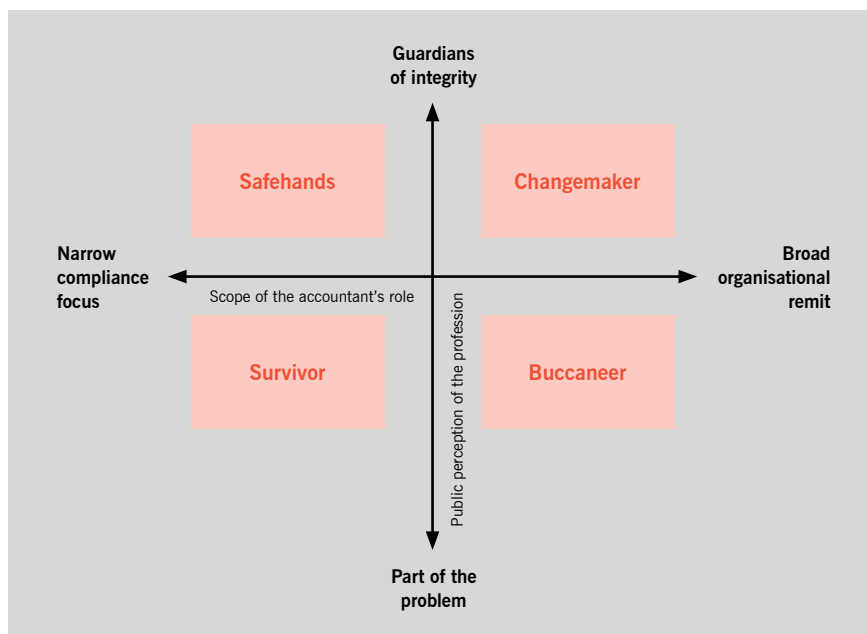 Guardians
of integrity
Safehands
Changemaker
Narrow
compliance
focus
Broad
organisational
remit
Scope of the accountant's role
Public perception of the profession
Survivor
Buccaneer
Part of the
problem